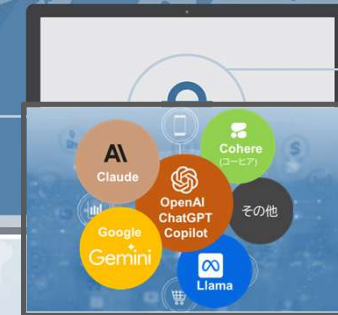 A\
Claude
Cohere
(コーヒア)
OpenAI
ChatGPT
Copilot
その他
Google
Gemini
Llama